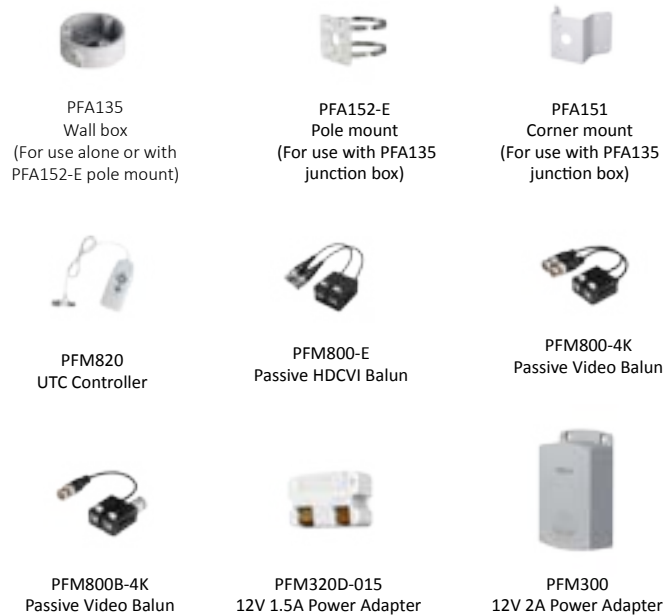 PFA135
Wall box
(For use alone or with
PFA152-E pole mount)
PFA152-E
Pole mount
(For use with PFA135
junction box)
PFA151
Corner mount
(For use with PFA135
junction box)
PFM820
UTC Controller
PFM800-E
Passive HDCVI Balun
PFM800-4K
Passive Video Balun
PFM800B-4K
Passive Video Balun
PFM320D-015
12V 1.5A Power Adapter
PFM300
12V 2A Power Adapter